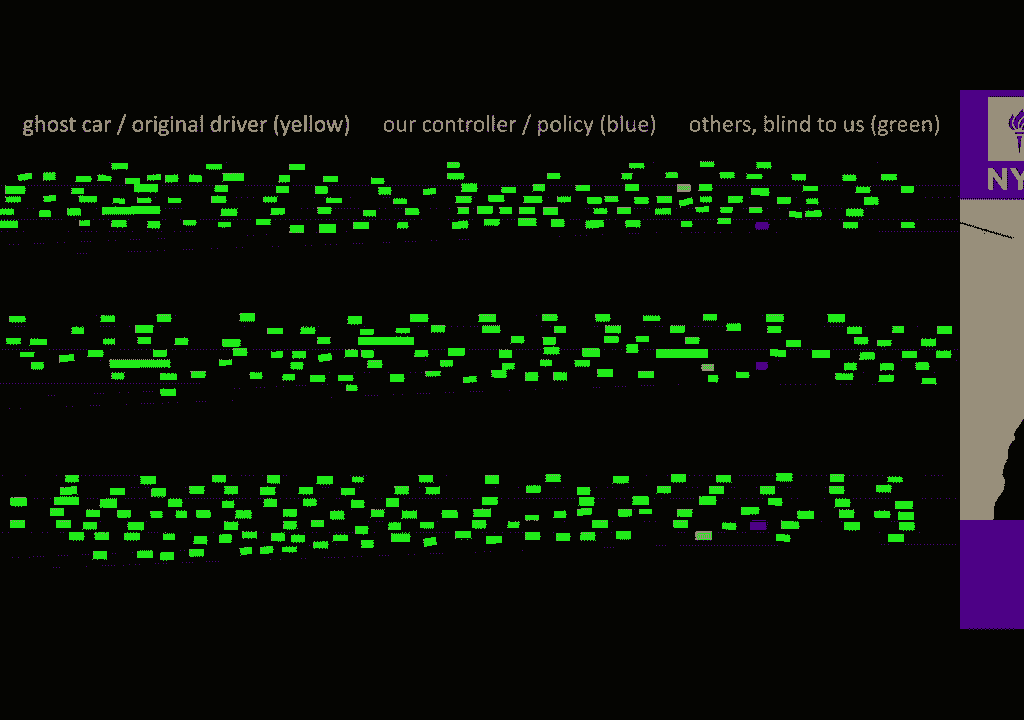 ghost car / original driver (yellow) our controller / policy (blue) others, blind to us (green)
NY